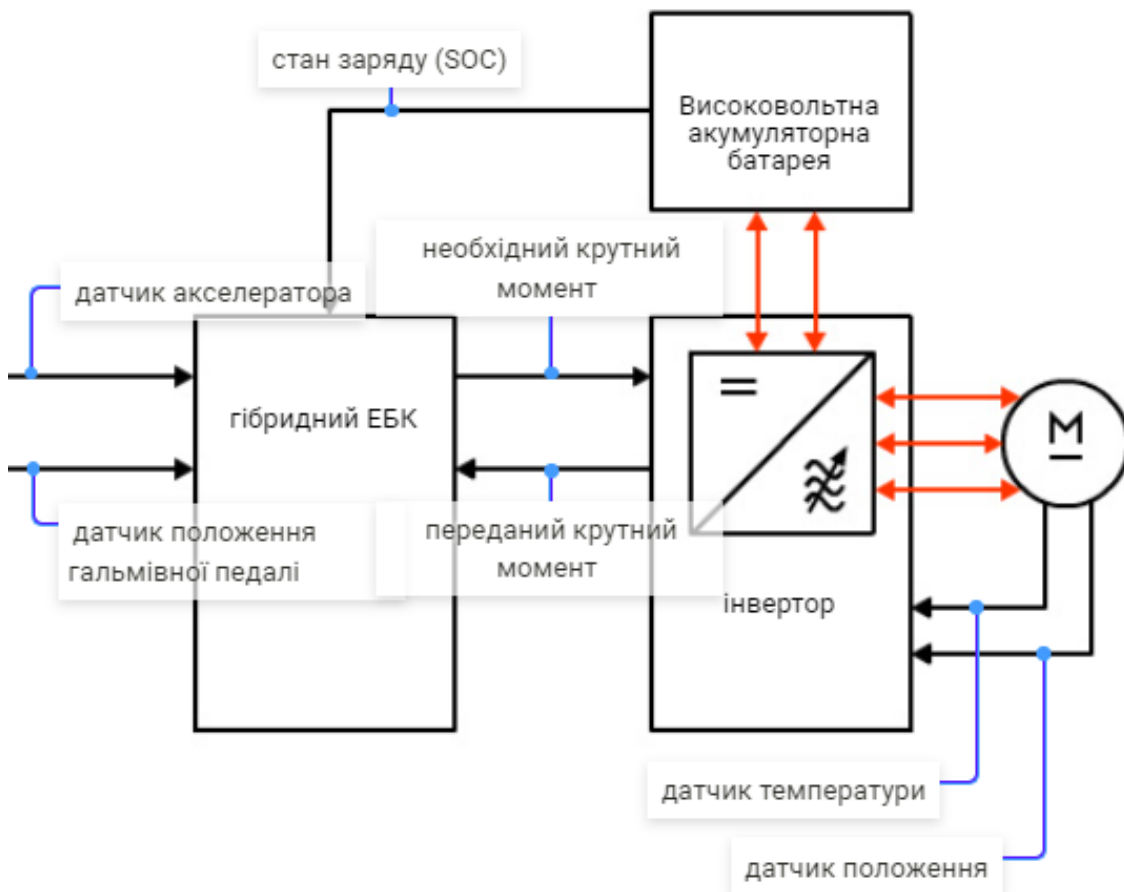 стан заряду (SOC)
Високовольтна
акумуляторна
батарея
необхідний крутний
момент
датчик акселератора
гібридний ЕБК
M
датчик положення
гальмівної педалі
переданий крутний
момент
інвертор
датчик температури
датчик положення